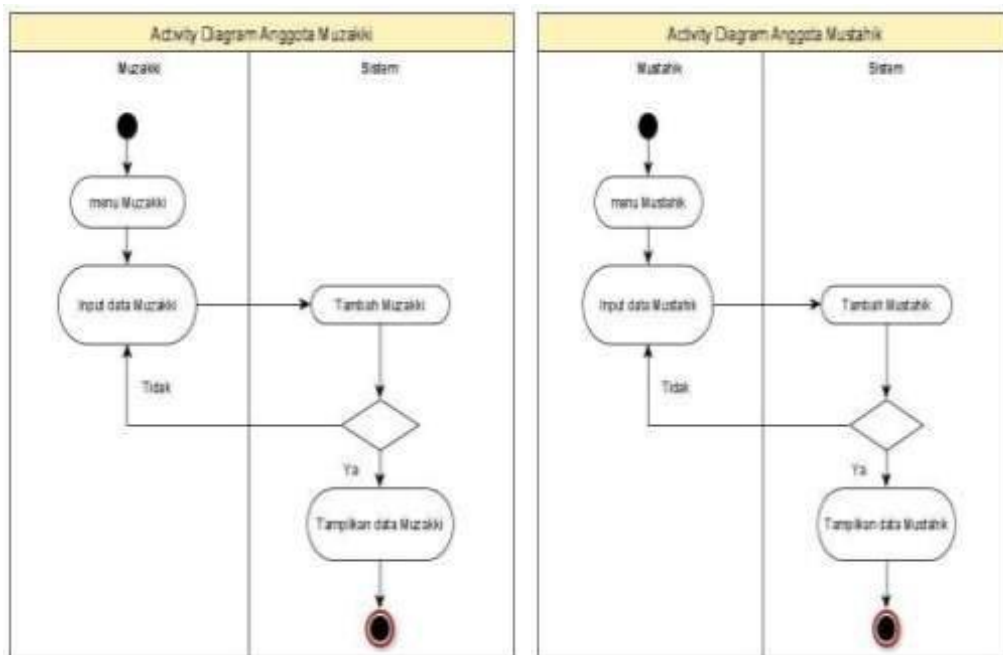 Activity Diagram Anggota Muzakki
Muzakki
Sistem
menu Muzakki
Input data Muzakki
Tambah Muzakki
Tidak
Ya
Tampilkan data Muzakki
Activity Diagram Anggota Mustahik
Mustahik
Sistem
menu Mustahik
Input data Mustahik
Tambah Mustahik
Tidak
Ya
Tampilkan data Mustahik